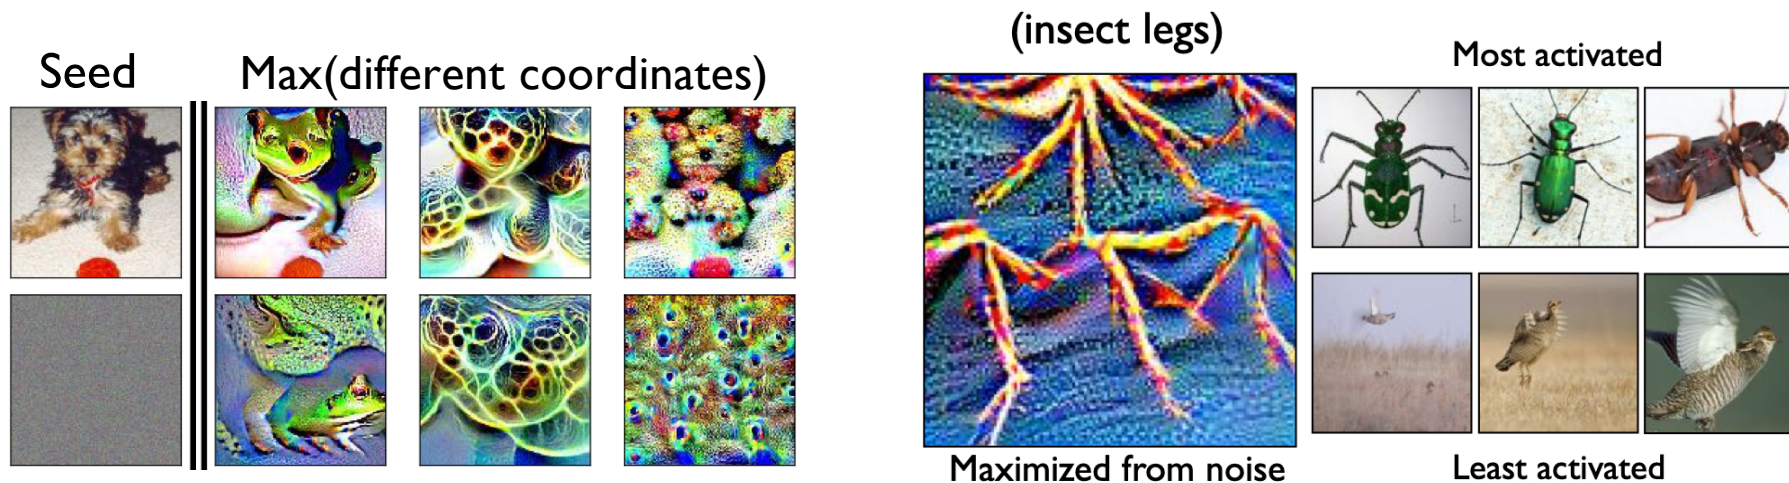 Seed
Max(different coordinates)
(insect legs)
Most activated
Maximized from noise
Least activated